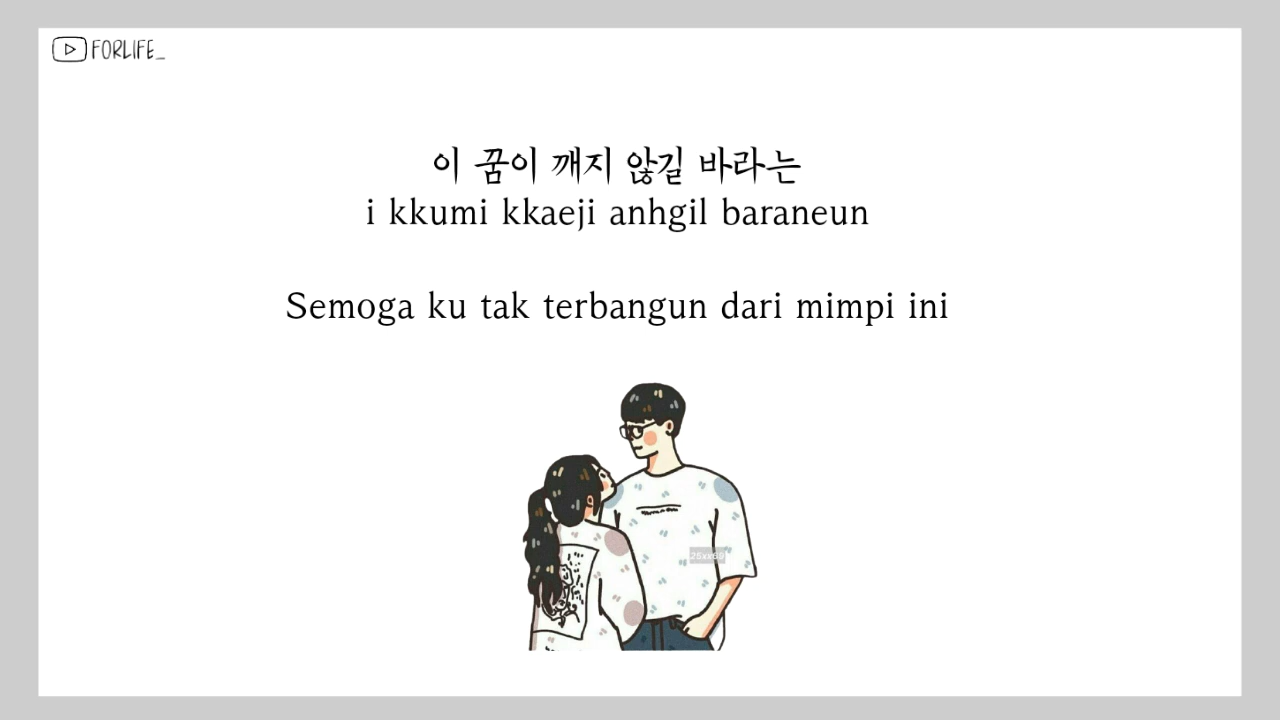 FORLIFE_
이 꿈이 깨지 않길 바라는
i kkumi kkaeji anhgil baraneun
Semoga ku tak terbangun dari mimpi ini